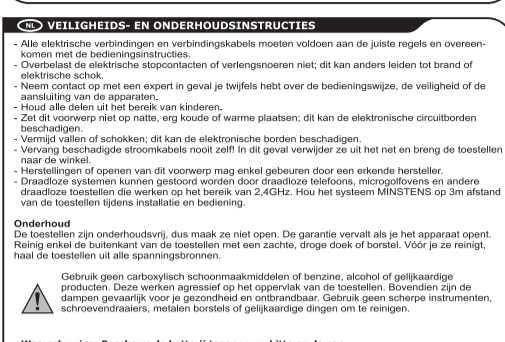 NL VEILIGHEIDS- EN ONDERHOUDSINSTRUCTIES
- Alle elektrische verbindingen en verbindingskabels moeten voldoen aan de juiste regels en overeen-
komen met de bedieningsinstructies.
- Overbelast de elektrische stopcontacten of verlengsnoeren niet; dit kan anders leiden tot brand of
elektrische schok.
- Neem contact op met een expert in geval je twijfels hebt over de bedieningswijze, de veiligheid of de
aansluiting van de apparaten.
- Houd alle delen uit het bereik van kinderen.
- Zet dit voorwerp niet op natte, erg koude of warme plaatsen; dit kan de elektronische circuitborden
beschadigen.
- Vermijd vallen of schokken; dit kan de elektronische borden beschadigen.
- Vervang beschadigde stroomkabels nooit zelf! In dit geval verwijder ze uit het net en breng de toestellen
naar de winkel.
- Herstellingen of openen van dit voorwerp mag enkel gebeuren door een erkende hersteller.
- Draadloze systemen kunnen gestoord worden door draadloze telefoons, microgolfovens en andere
draadloze toestellen die werken op het bereik van 2,4GHz. Hou het systeem MINSTENS op 3m afstand
van de toestellen tijdens installatie en bediening.
Onderhoud
De toestellen zijn onderhoudsvrij, dus maak ze niet open. De garantie vervalt als je het apparaat opent.
Reinig enkel de buitenkant van de toestellen met een zachte, droge doek of borstel. Vóór je ze reinigt,
haal de toestellen uit alle spanningsbronnen.
Gebruik geen carboxylisch schoonmaakmiddelen of benzine, alcohol of gelijkaardige
producten. Deze werken agressief op het oppervlak van de toestellen. Bovendien zijn de
dampen gevaarlijk voor je gezondheid en ontbrandbaar. Gebruik geen scherpe instrumenten,
schroevendraaiers, metalen borstels of gelijkaardige dingen om te reinigen.